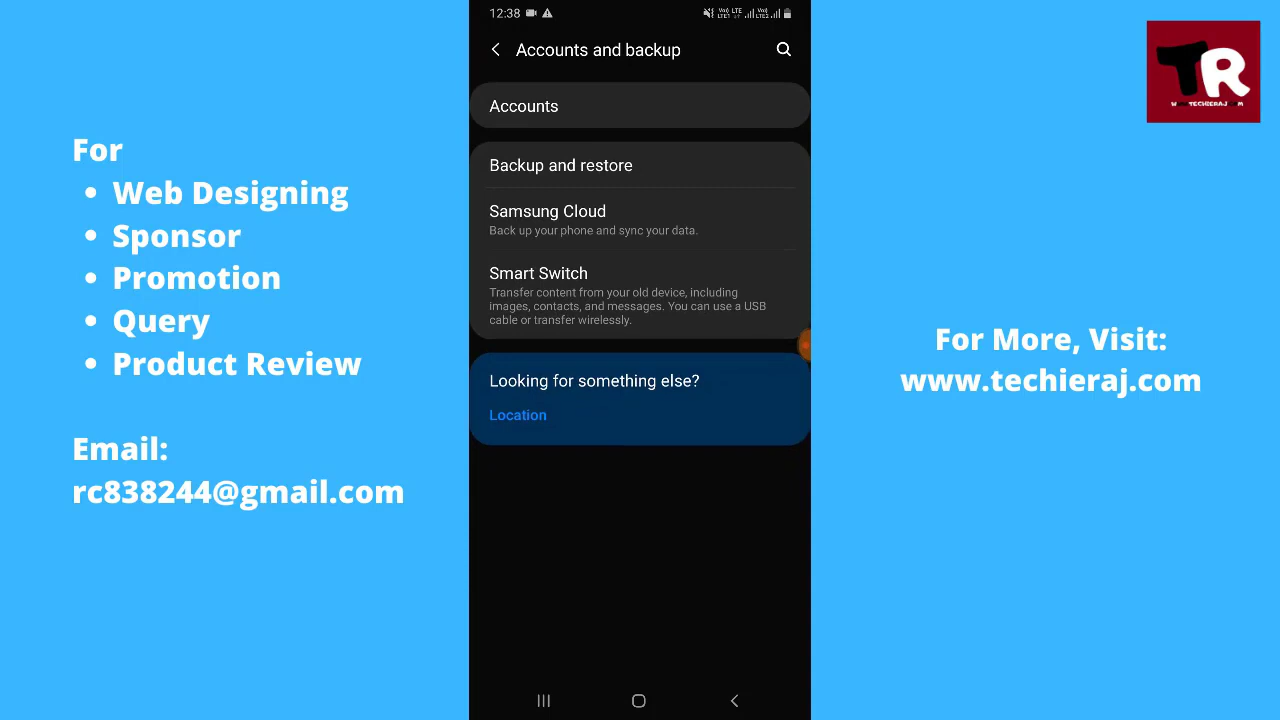 For
• Web Designing
• Sponsor
• Promotion
• Query
• Product Review
Email:
rc838244@gmail.com
12:38
Accounts and backup
Accounts
Backup and restore
Samsung Cloud
Back up your phone and sync your data.
Smart Switch
Transfer content from your old device, including
images, contacts, and messages. You can use a USB
cable or transfer wirelessly.
Looking for something else?
Location
TR
For More, Visit:
www.techieraj.com